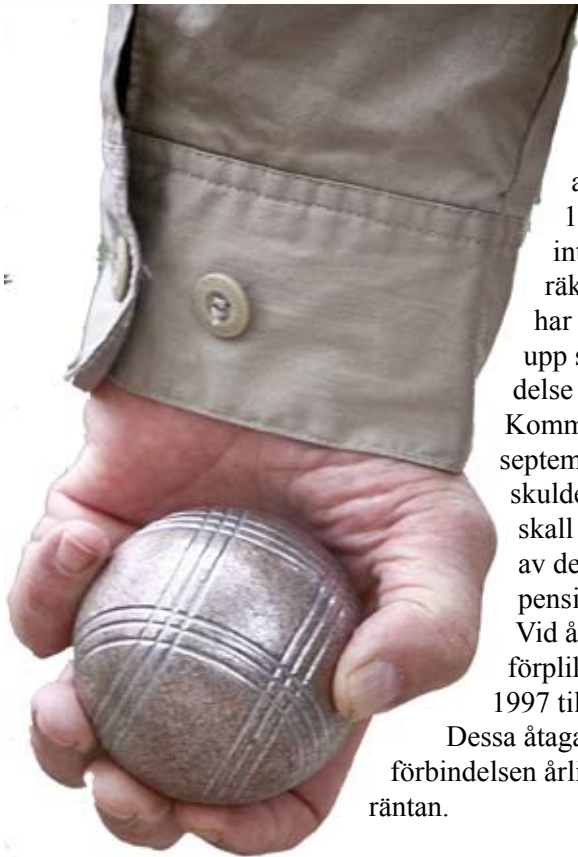 a
1
int
räk
har
upp s
delse
Komm
septem
skulde
skall
av de
pensi
Vid å
förplik
1997 til
Dessa åtaga
förbindelsen årli
räntan.